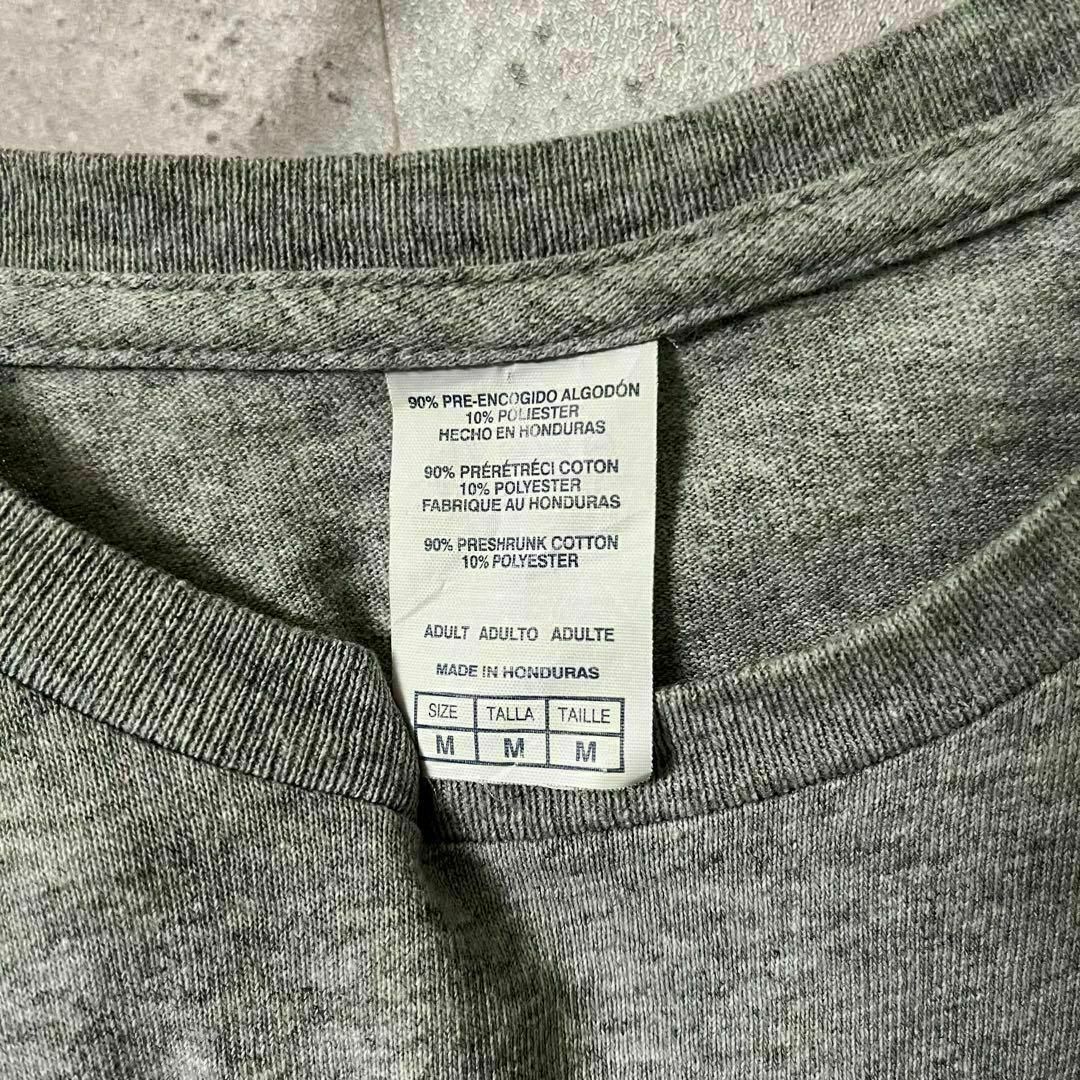 90% PRE-ENCOGIDO ALGODÓN
10% POLIESTER
HECHO EN HONDURAS
90% PRÉRÉTRÉCI COTON
10% POLYESTER
FABRIQUE AU HONDURAS
90% PRESHRUNK COTTON
10% POLYESTER
ADULT ADULTO ADULTE
MADE IN HONDURAS
SIZE TALLA TAILLE
M M M